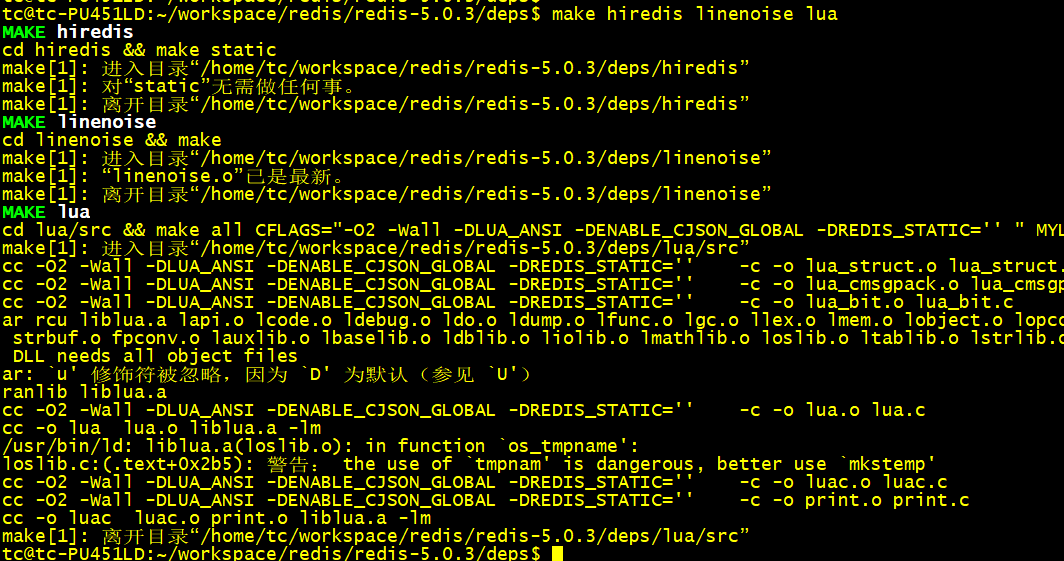 tc@tc-PU451LD:~/workspace/redis/redis-5.0.3/deps$
tc@tc-PU451LD:~/workspace/redis/redis-5.0.3/deps$ make hiredis linenoise lua
MAKE hiredis
cd hiredis && make static
make[1]: 进入目录“/home/tc/workspace/redis/redis-5.0.3/deps/hiredis”
make[1]: 对“static”无需做任何事。
make[1]: 离开目录“/home/tc/workspace/redis/redis-5.0.3/deps/hiredis”
MAKE linenoise
cd linenoise && make
make[1]: 进入目录“/home/tc/workspace/redis/redis-5.0.3/deps/linenoise”
make[1]: “linenoise.o”已是最新。
make[1]: 离开目录“/home/tc/workspace/redis/redis-5.0.3/deps/linenoise”
MAKE lua
cd lua/src && make all CFLAGS="-O2 -Wall -DLUA_ANSI -DENABLE_CJSON_GLOBAL -DREDIS_STATIC='' " MYL
make[1]: 进入目录“/home/tc/workspace/redis/redis-5.0.3/deps/lua/src”
cc -O2 -Wall -DLUA_ANSI -DENABLE_CJSON_GLOBAL -DREDIS_STATIC=''    -c -o lua_struct.o lua_struct.
cc -O2 -Wall -DLUA_ANSI -DENABLE_CJSON_GLOBAL -DREDIS_STATIC=''    -c -o lua_cmsgpack.o lua_cmsgp
cc -O2 -Wall -DLUA_ANSI -DENABLE_CJSON_GLOBAL -DREDIS_STATIC=''    -c -o lua_bit.o lua_bit.c
ar rcu liblua.a lapi.o lcode.o ldebug.o ldo.o ldump.o lfunc.o lgc.o llex.o lmem.o lobject.o lopco
strbuf.o fpconv.o lauxlib.o lbaselib.o ldblib.o liolib.o lmathlib.o loslib.o ltablib.o lstrlib.o
DLL needs all object files
ar: `u' 修饰符被忽略，因为 `D' 为默认（参见 `U'）
ranlib liblua.a
cc -O2 -Wall -DLUA_ANSI -DENABLE_CJSON_GLOBAL -DREDIS_STATIC=''    -c -o lua.o lua.c
cc -o lua  lua.o liblua.a -lm
/usr/bin/ld: liblua.a(loslib.o): in function `os_tmpname':
loslib.c:(.text+0x2b5): 警告： the use of `tmpnam' is dangerous, better use `mkstemp'
cc -O2 -Wall -DLUA_ANSI -DENABLE_CJSON_GLOBAL -DREDIS_STATIC=''    -c -o luac.o luac.c
cc -O2 -Wall -DLUA_ANSI -DENABLE_CJSON_GLOBAL -DREDIS_STATIC=''    -c -o print.o print.c
cc -o luac  luac.o print.o liblua.a -lm
make[1]: 离开目录“/home/tc/workspace/redis/redis-5.0.3/deps/lua/src”
tc@tc-PU451LD:~/workspace/redis/redis-5.0.3/deps$